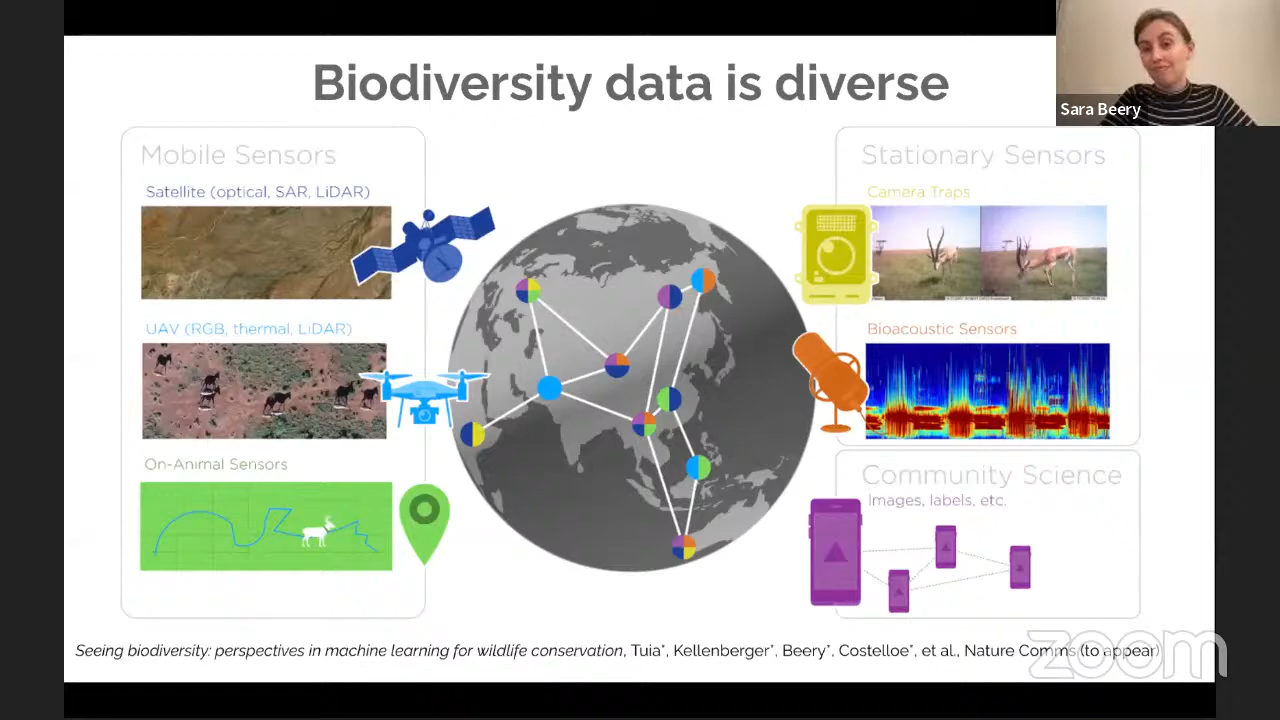 Biodiversity data is diverse
Sara Beery
Mobile Sensors
Satellite (optical, SAR, LiDAR)
UAV (RGB, thermal, LiDAR)
On-Animal Sensors
Stationary Sensors
Camera Traps
Bioacoustic Sensors
Community Science
Images, labels, etc.
Seeing biodiversity: perspectives in machine learning for wildlife conservation, Tuia*, Kellenberger*, Beery*, Costelloe*, et al., Nature Comms (to appear)
zoom